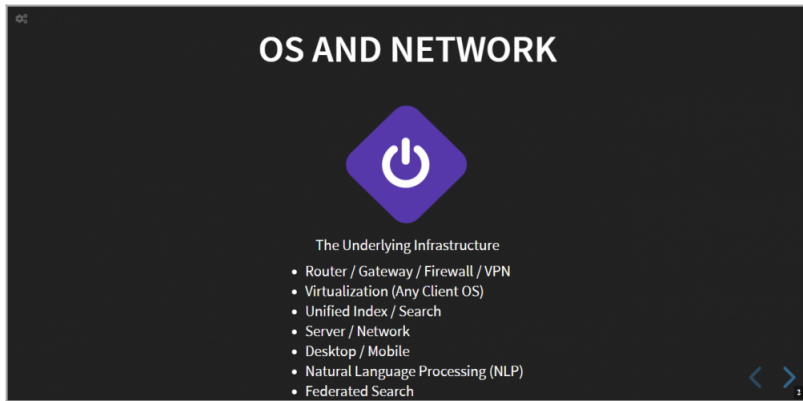 OS AND NETWORK
The Underlying Infrastructure
• Router / Gateway / Firewall / VPN
• Virtualization (Any Client OS)
• Unified Index / Search
• Server / Network
• Desktop / Mobile
• Natural Language Processing (NLP)
• Federated Search